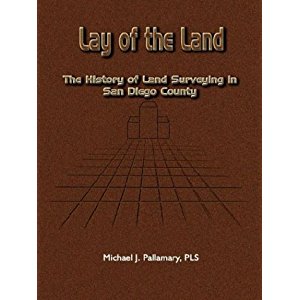 Lay of the Land
The History of Land Surveying in
San Diego County
Michael J. Pallamary, PLS